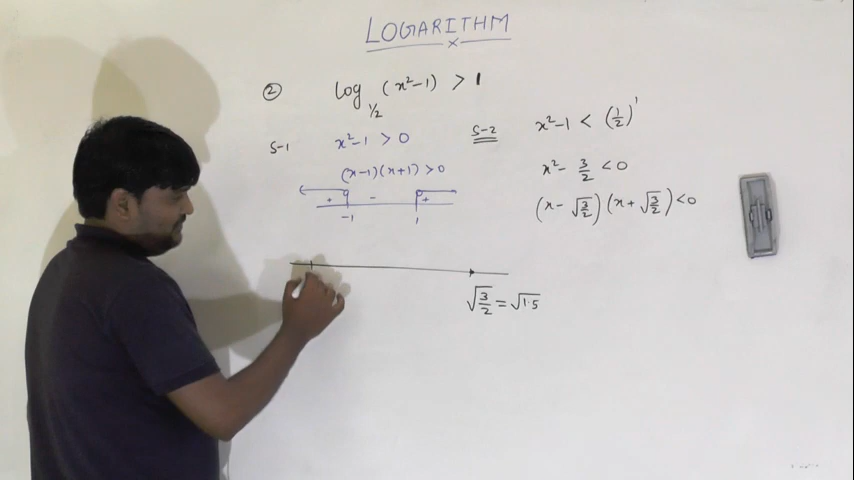 LOGARITHM
x
② log_{1/2} (x²-1) > 1
S-1 x²-1 > 0
(x-1)(x+1) > 0
+ - +
-1 1
S-2 x²-1 < (1/2)¹
x² - 3/2 < 0
(x - √(3/2)) (x + √(3/2)) < 0
√(3/2) = √1.5